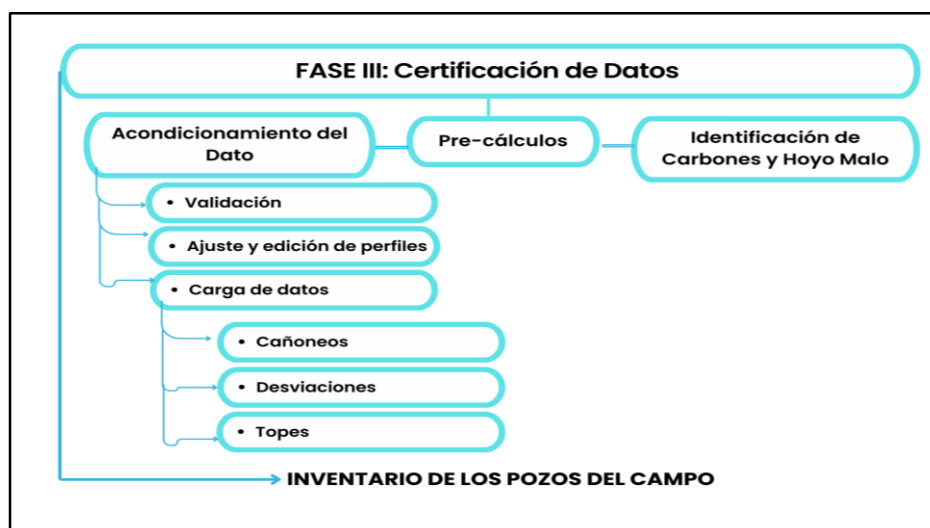 FASE III: Certificación de Datos
Acondicionamiento del
Dato
Pre-cálculos
Identificación de
Carbones y Hoyo Malo
• Validación
• Ajuste y edición de perfiles
• Carga de datos
• Cañoneos
• Desviaciones
• Topes
INVENTARIO DE LOS POZOS DEL CAMPO